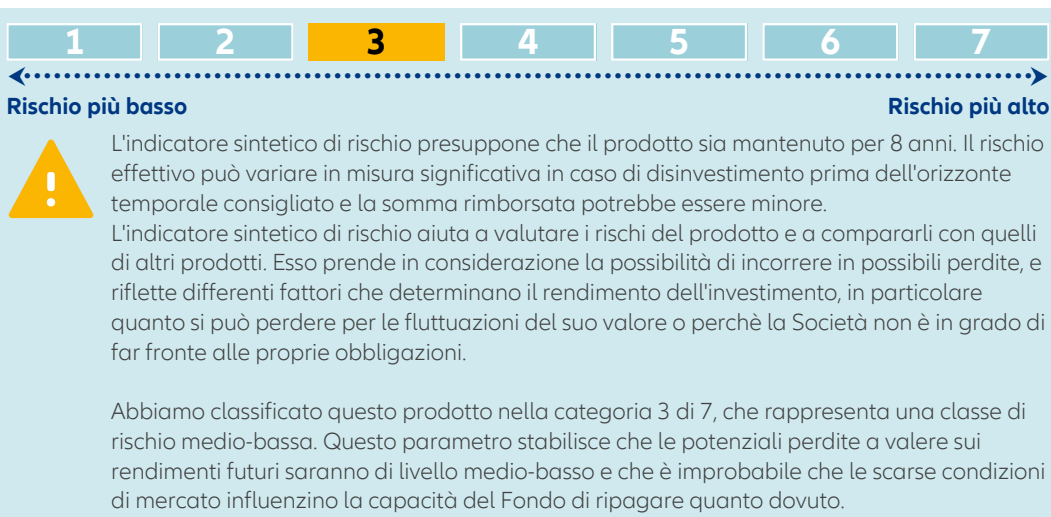 1 2 3 4 5 6 7
Rischio più basso Rischio più alto
L'indicatore sintetico di rischio presuppone che il prodotto sia mantenuto per 8 anni. Il rischio
effettivo può variare in misura significativa in caso di disinvestimento prima dell'orizzonte
temporale consigliato e la somma rimborsata potrebbe essere minore.
L'indicatore sintetico di rischio aiuta a valutare i rischi del prodotto e a compararli con quelli
di altri prodotti. Esso prende in considerazione la possibilità di incorrere in possibili perdite, e
riflette differenti fattori che determinano il rendimento dell'investimento, in particolare
quanto si può perdere per le fluttuazioni del suo valore o perchè la Società non è in grado di
far fronte alle proprie obbligazioni.
Abbiamo classificato questo prodotto nella categoria 3 di 7, che rappresenta una classe di
rischio medio-bassa. Questo parametro stabilisce che le potenziali perdite a valere sui
rendimenti futuri saranno di livello medio-basso e che è improbabile che le scarse condizioni
di mercato influenzino la capacità del Fondo di ripagare quanto dovuto.